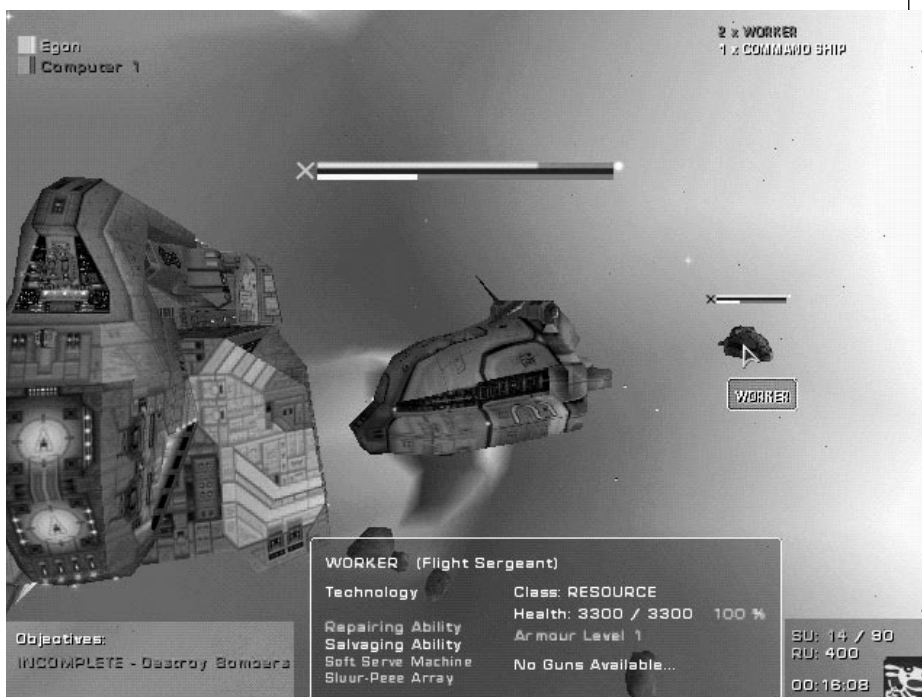 Egan
Computer 1
2 x WORKER
1 x COMMAND SHIP
WORKER
WORKER (Flight Sergeant)
Technology
Repairing Ability
Salvaging Ability
Soft Serve Machine
Slurr-Peee Array
Class: RESOURCE
Health: 3300 / 3300 100 %
Armour Level 1
No Guns Available...
Objectives:
INCOMPLETE - Destroy Bombers
SU: 14 / 90
RU: 400
00:16:08